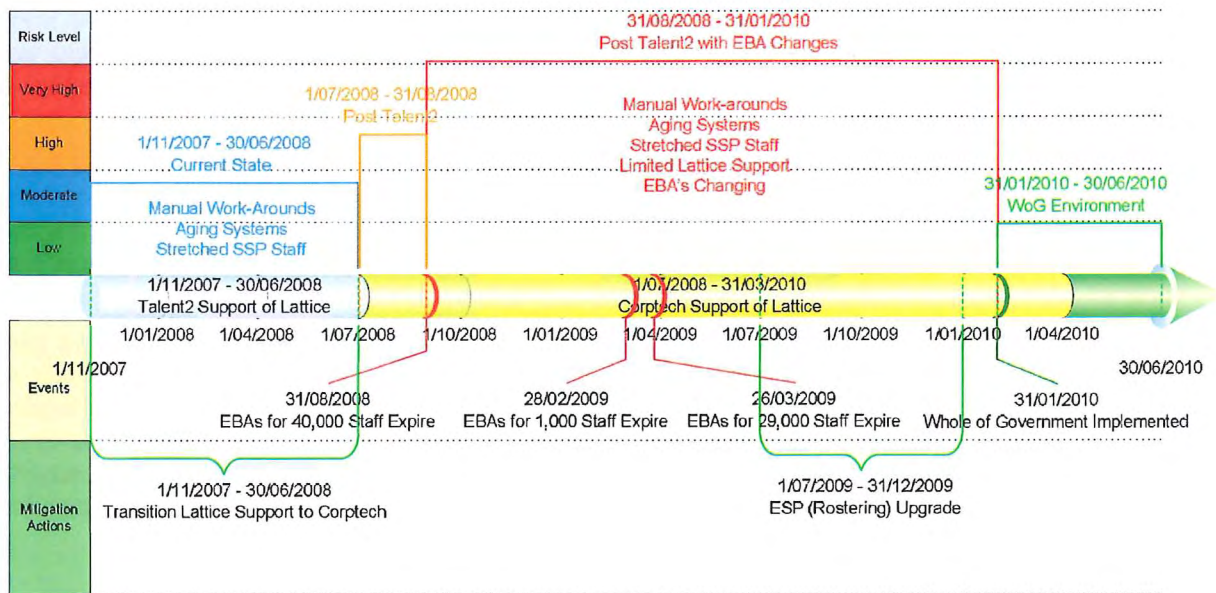 Risk Level
Very High
High
Moderate
Low
Events
Mitigation
Actions
31/08/2008 - 31/01/2010
Post Talent2 with EBA Changes
1/07/2008 - 31/08/2008
Post Talent2
1/11/2007 - 30/06/2008
Current State
Manual Work-Arounds
Aging Systems
Stretched SSP Staff
Manual Work-arounds
Aging Systems
Stretched SSP Staff
Limited Lattice Support
EBA's Changing
31/01/2010 - 30/06/2010
WoG Environment
1/11/2007 - 30/06/2008
Talent2 Support of Lattice
1/07/2008 - 31/03/2010
Corptech Support of Lattice
1/01/2008
1/04/2008
1/07/2008
1/10/2008
1/01/2009
1/04/2009
1/07/2009
1/10/2009
1/01/2010
1/04/2010
1/11/2007
30/06/2010
31/08/2008
EBAs for 40,000 Staff Expire
28/02/2009
EBAs for 1,000 Staff Expire
26/03/2009
EBAs for 29,000 Staff Expire
31/01/2010
Whole of Government Implemented
1/11/2007 - 30/06/2008
Transition Lattice Support to Corptech
1/07/2009 - 31/12/2009
ESP (Rostering) Upgrade